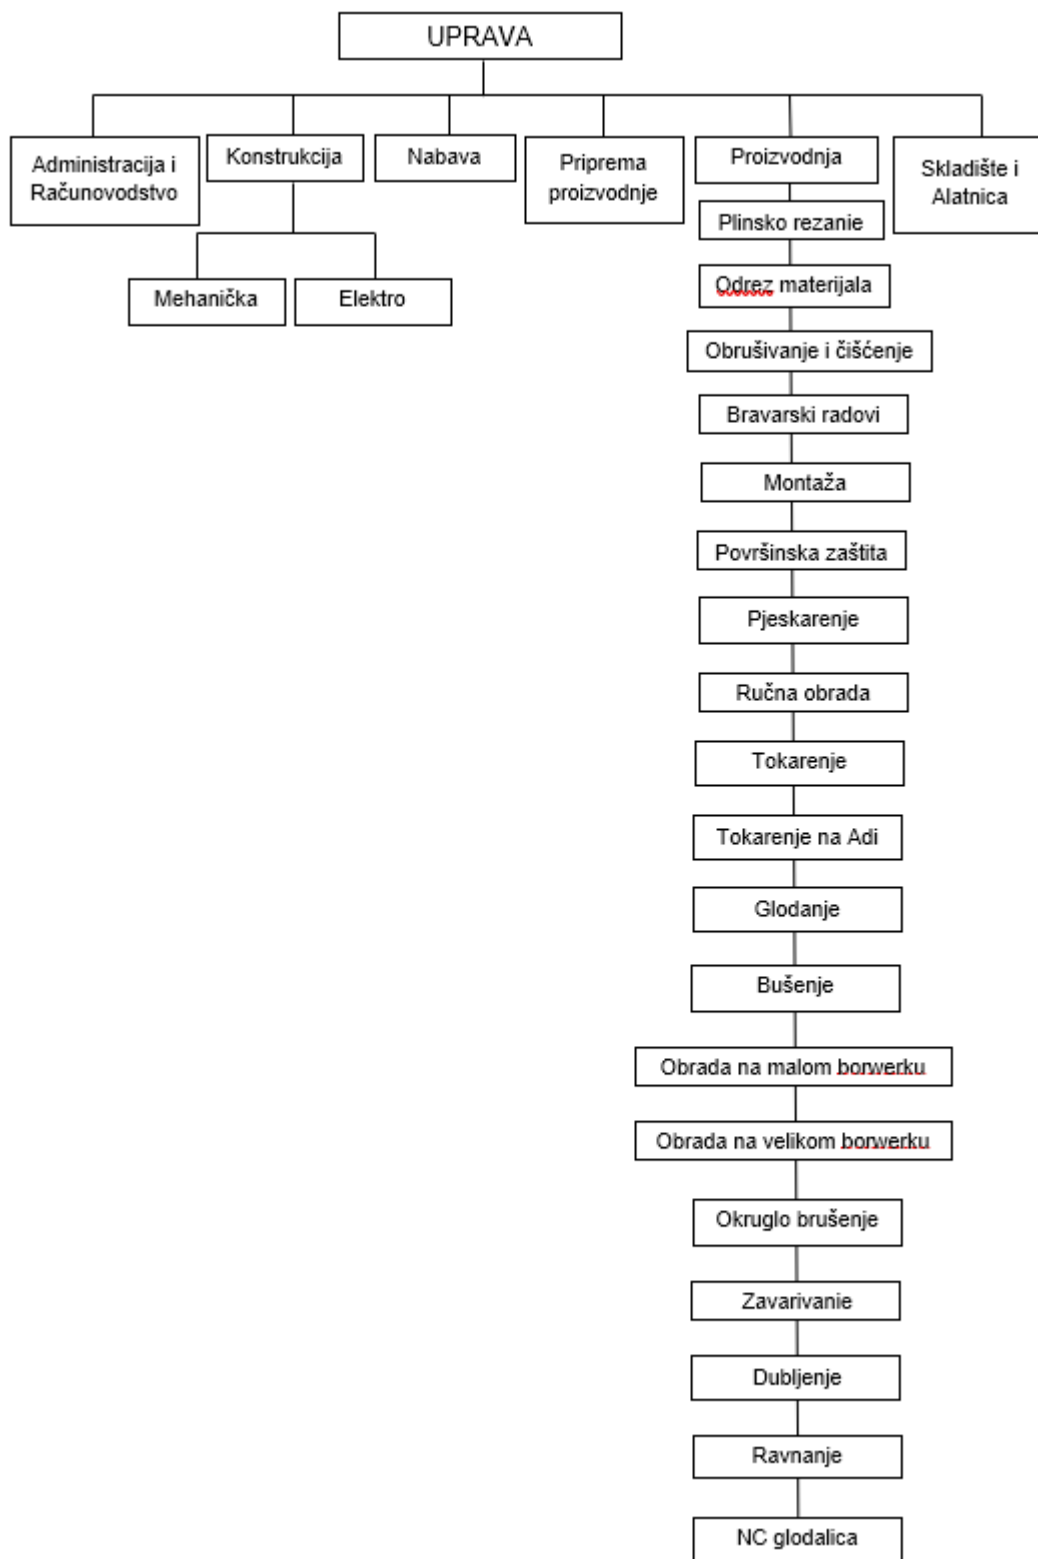 UPRAVA
Administracija i
Računovodstvo
Konstrukcija
Nabava
Priprema
proizvodnje
Proizvodnja
Skladište i
Alatnica
Mehanička
Elektro
Plinsko rezanie
Odrez materijala
Obrušivanje i čišćenje
Bravarski radovi
Montaža
Površinska zaštita
Pjeskarenje
Ručna obrada
Tokarenje
Tokarenje na Adi
Glodanje
Bušenje
Obrada na malom borwerku
Obrada na velikom borwerku
Okruglo brušenje
Zavarivanie
Dubljenje
Ravnanje
NC glodalica